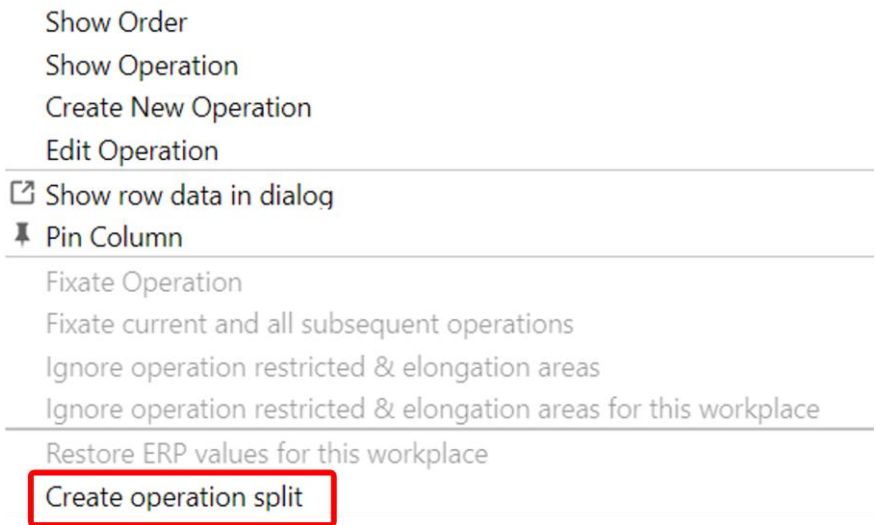 Show Order
Show Operation
Create New Operation
Edit Operation
Show row data in dialog
Pin Column
Fixate Operation
Fixate current and all subsequent operations
Ignore operation restricted & elongation areas
Ignore operation restricted & elongation areas for this workplace
Restore ERP values for this workplace
Create operation split